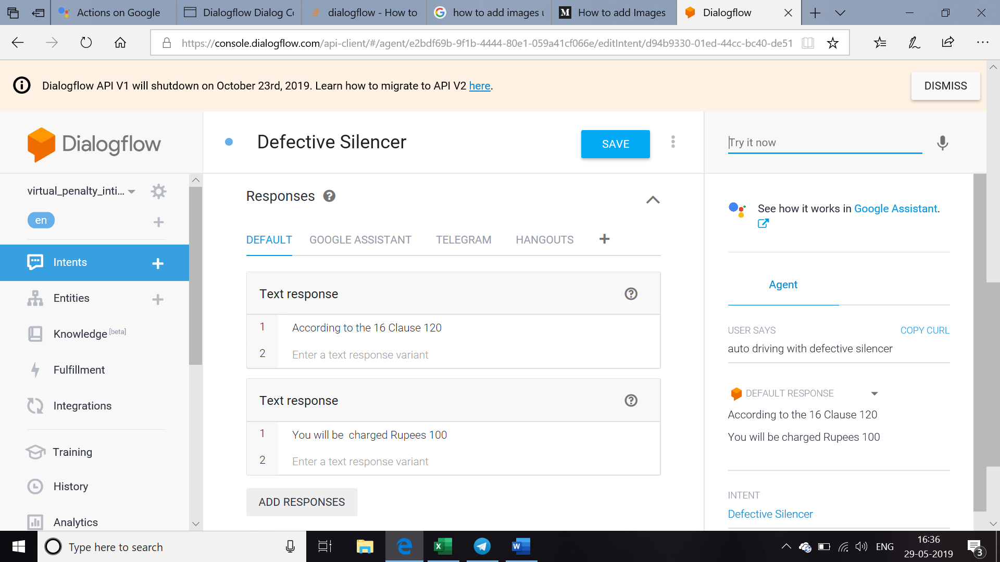 Actions on Google
Dialogflow Dialog Co
dialogflow - How to
how to add images u
How to add Images
Dialogflow
https://console.dialogflow.com/api-client/#/agent/e2bdf69b-9f1b-4444-80e1-059a41cf066e/editIntent/d94b9330-01ed-44cc-bc40-de51
Dialogflow API V1 will shutdown on October 23rd, 2019. Learn how to migrate to API V2 here.
DISMISS
Dialogflow
Defective Silencer
SAVE
Try it now
virtual_penalty_inti...
en
Intents
Entities
Knowledge [beta]
Fulfillment
Integrations
Training
History
Analytics
Responses
DEFAULT
GOOGLE ASSISTANT
TELEGRAM
HANGOUTS
Text response
1 According to the 16 Clause 120
2 Enter a text response variant
Text response
1 You will be  charged Rupees 100
2 Enter a text response variant
ADD RESPONSES
See how it works in Google Assistant.
Agent
USER SAYS
COPY CURL
auto driving with defective silencer
DEFAULT RESPONSE
According to the 16 Clause 120
You will be charged Rupees 100
INTENT
Defective Silencer
Type here to search
ENG
16:36
29-05-2019
3